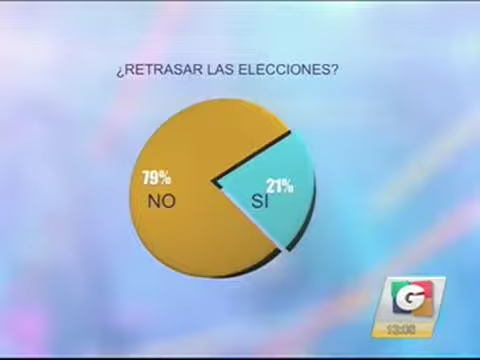 ¿RETRASAR LAS ELECCIONES?
79%
NO
21%
SI
G
13:03